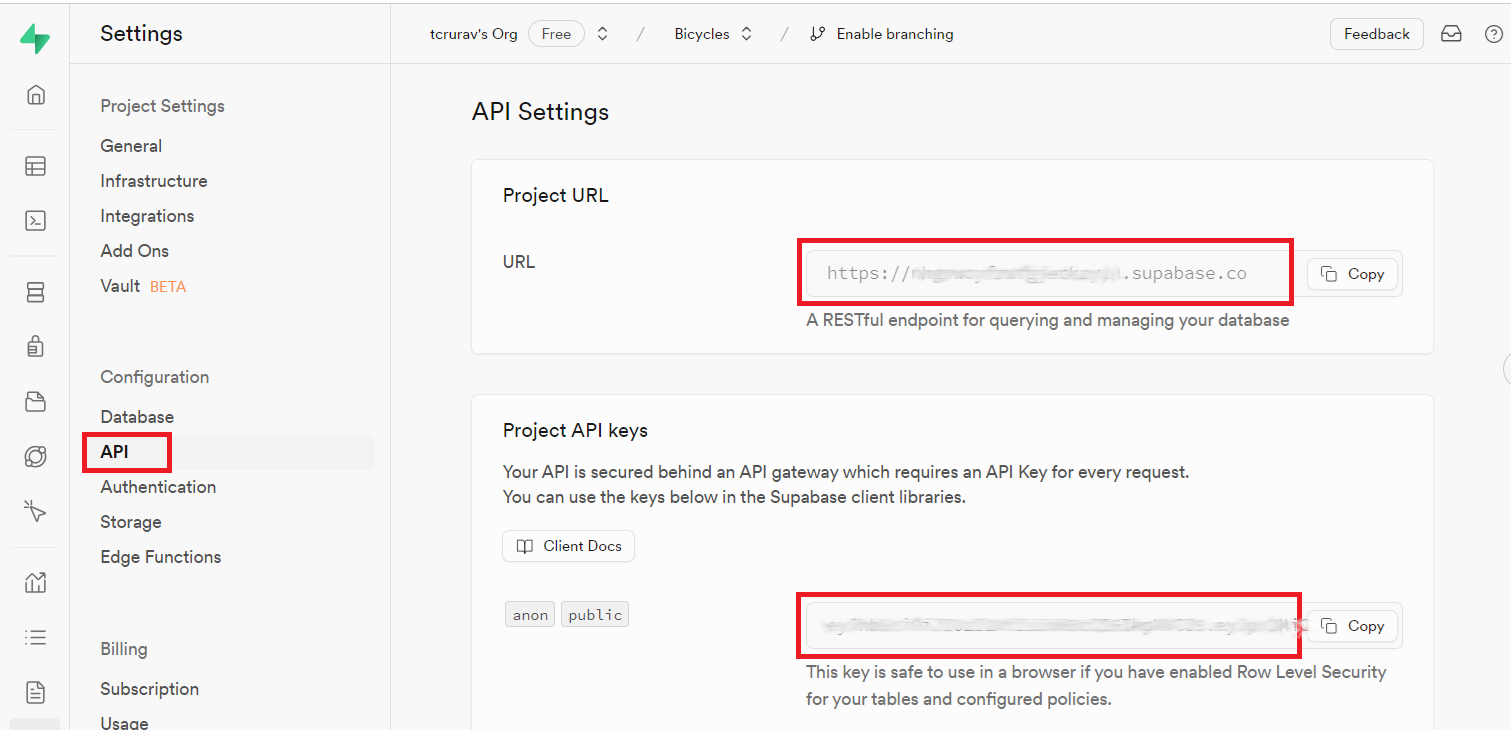 Settings
tcrurav's Org Free / Bicycles / Enable branching Feedback
Project Settings
General
Infrastructure
Integrations
Add Ons
Vault BETA
Configuration
Database
API
Authentication
Storage
Edge Functions
Billing
Subscription
Usage
API Settings
Project URL
URL
https:// .supabase.co Copy
A RESTful endpoint for querying and managing your database
Project API keys
Your API is secured behind an API gateway which requires an API Key for every request.
You can use the keys below in the Supabase client libraries.
Client Docs
anon public Copy
This key is safe to use in a browser if you have enabled Row Level Security
for your tables and configured policies.